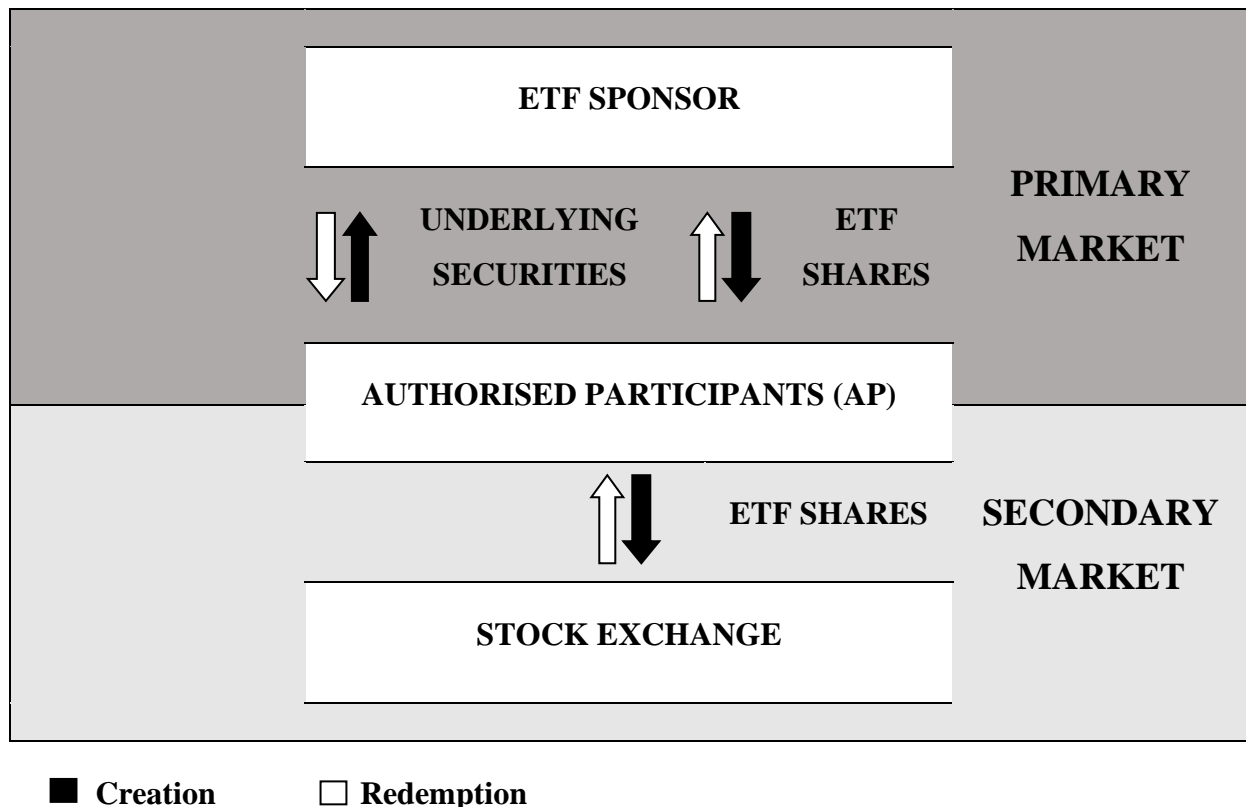 ETF SPONSOR
PRIMARY
MARKET
UNDERLYING
SECURITIES
ETF
SHARES
AUTHORISED PARTICIPANTS (AP)
ETF SHARES
SECONDARY
MARKET
STOCK EXCHANGE
Creation
Redemption